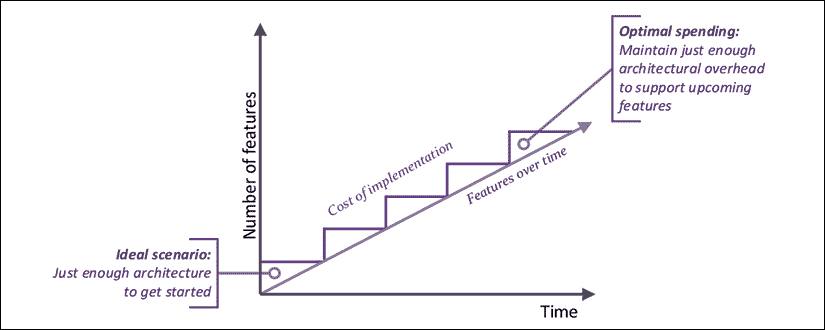 Optimal spending:
Maintain just enough
architectural overhead
to support upcoming
features
Number of features
Cost of implementation
Features over time
Ideal scenario:
Just enough architecture
to get started
Time